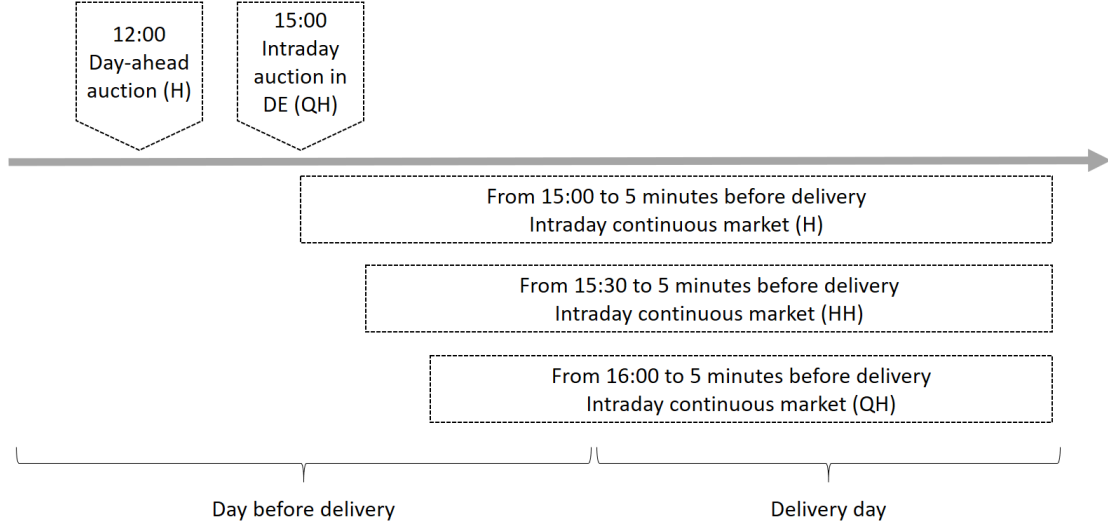 12:00
Day-ahead
auction (H)
15:00
Intraday
auction in
DE (QH)
From 15:00 to 5 minutes before delivery
Intraday continuous market (H)
From 15:30 to 5 minutes before delivery
Intraday continuous market (HH)
From 16:00 to 5 minutes before delivery
Intraday continuous market (QH)
Day before delivery
Delivery day